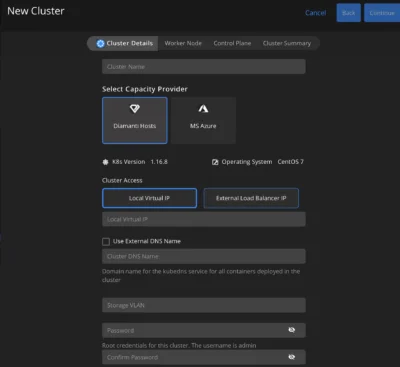 New Cluster
Cancel
Back
Continue
Cluster Details
Worker Node
Control Plane
Cluster Summary
Cluster Name
Select Capacity Provider
Diamanti Hosts
MS Azure
K8s Version 1.16.8
Operating System CentOS 7
Cluster Access
Local Virtual IP
External Load Balancer IP
Local Virtual IP
Use External DNS Name
Cluster DNS Name
Domain name for the kubedns service for all containers deployed in the
cluster
Storage VLAN
Password
Root credentials for this cluster. The username is admin
Confirm Password